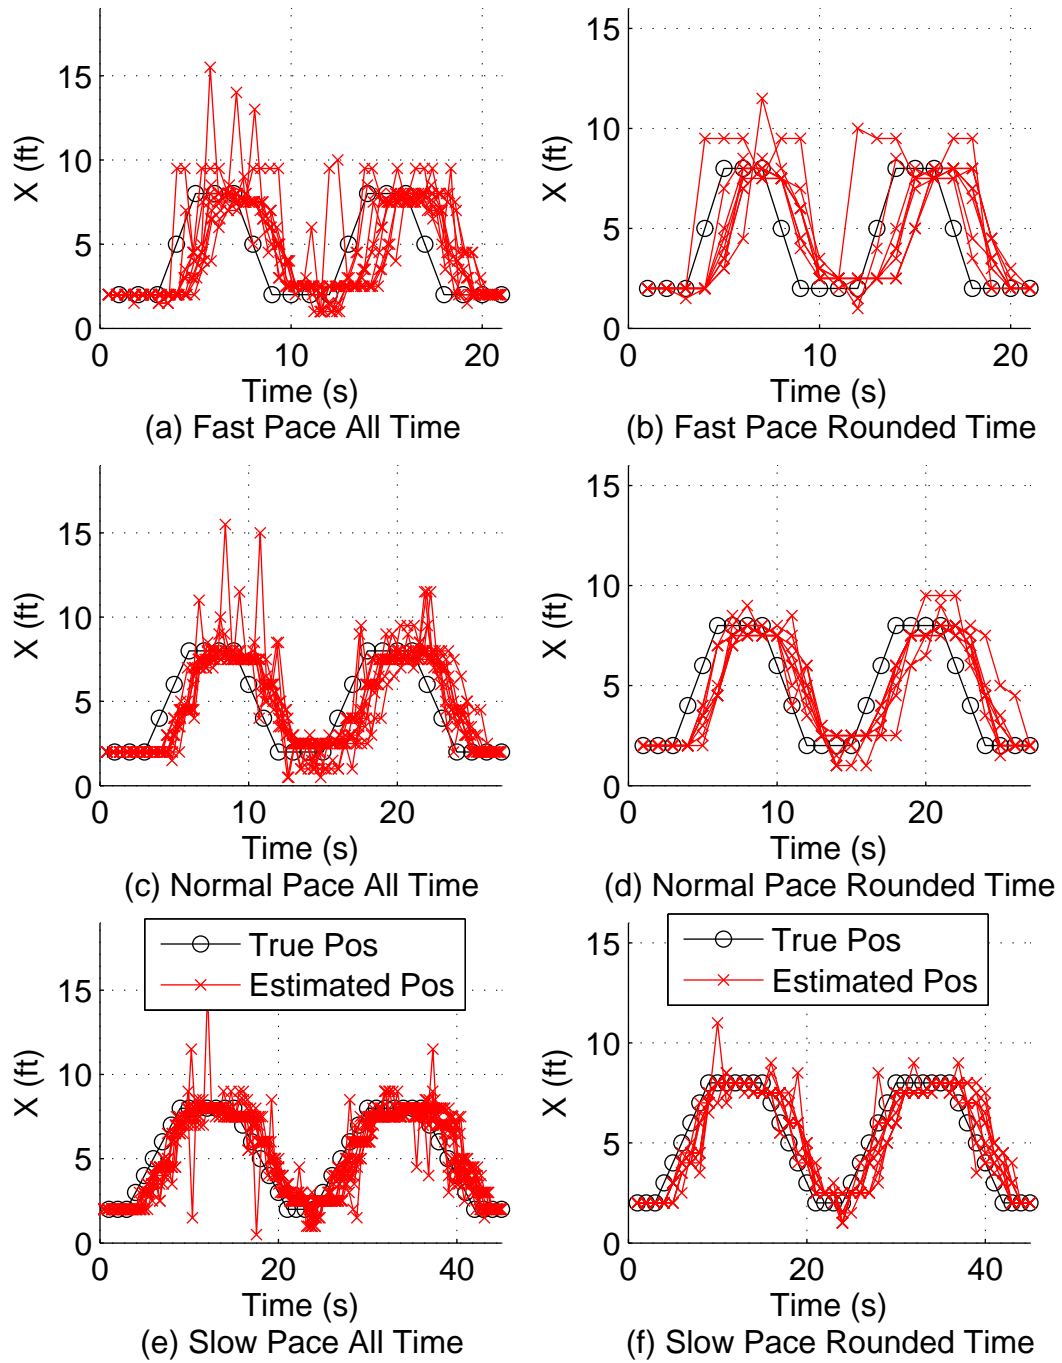 X (ft)
15
10
5
0
0 10 20
Time (s)
(a) Fast Pace All Time
X (ft)
15
10
5
0
0 10 20
Time (s)
(b) Fast Pace Rounded Time
X (ft)
15
10
5
0
0 10 20
Time (s)
(c) Normal Pace All Time
X (ft)
15
10
5
0
0 10 20
Time (s)
(d) Normal Pace Rounded Time
True Pos
Estimated Pos
X (ft)
15
10
5
0
0 20 40
Time (s)
(e) Slow Pace All Time
True Pos
Estimated Pos
X (ft)
15
10
5
0
0 20 40
Time (s)
(f) Slow Pace Rounded Time